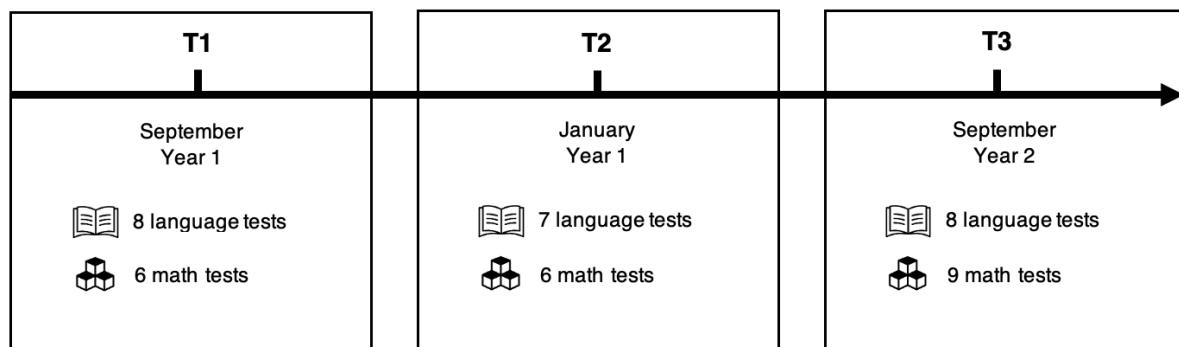 T1
September
Year 1
8 language tests
6 math tests
T2
January
Year 1
7 language tests
6 math tests
T3
September
Year 2
8 language tests
9 math tests